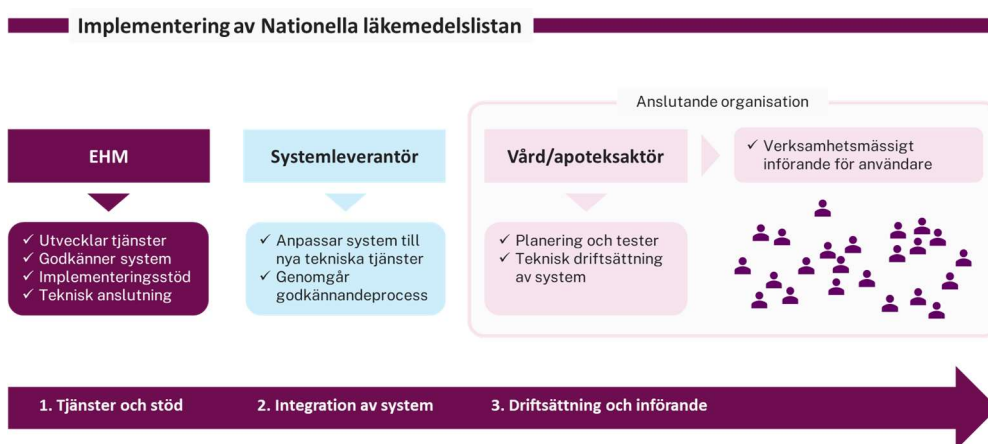 Implementering av Nationella läkemedelslistan
Anslutande organisation
EHM
✓ Utvecklar tjänster
✓ Godkänner system
✓ Implementeringsstöd
✓ Teknisk anslutning
Systemleverantör
✓ Anpassar system till
nya tekniska tjänster
✓ Genomgår
godkännandeprocess
Vård/apoteksaktör
✓ Planering och tester
✓ Teknisk driftsättning
av system
✓ Verksamhetsmässigt
införande för användare
1. Tjänster och stöd
2. Integration av system
3. Driftsättning och införande